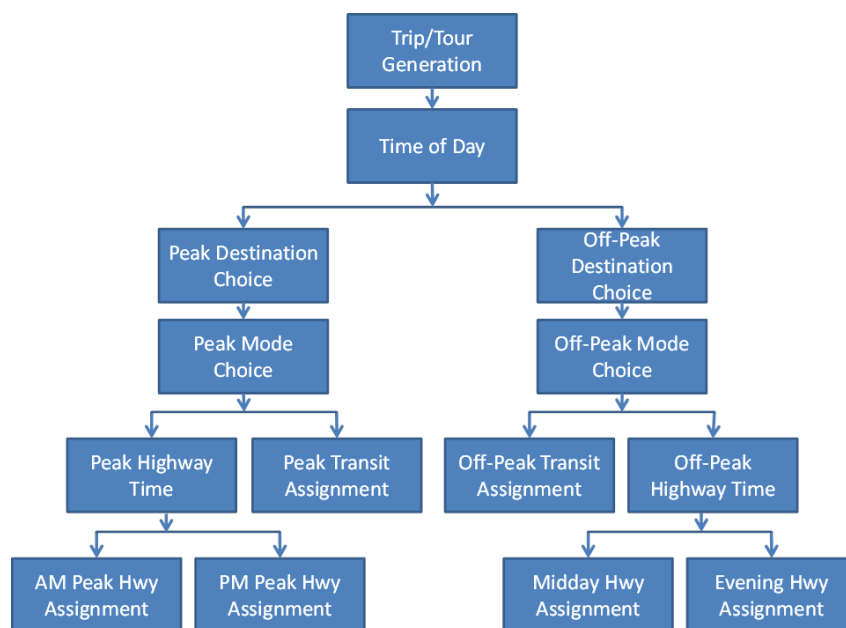 Trip/Tour
Generation
Time of Day
Peak Destination
Choice
Off-Peak
Destination
Choice
Peak Mode
Choice
Off-Peak Mode
Choice
Peak Highway
Time
Peak Transit
Assignment
Off-Peak Transit
Assignment
Off-Peak
Highway Time
AM Peak Hwy
Assignment
PM Peak Hwy
Assignment
Midday Hwy
Assignment
Evening Hwy
Assignment